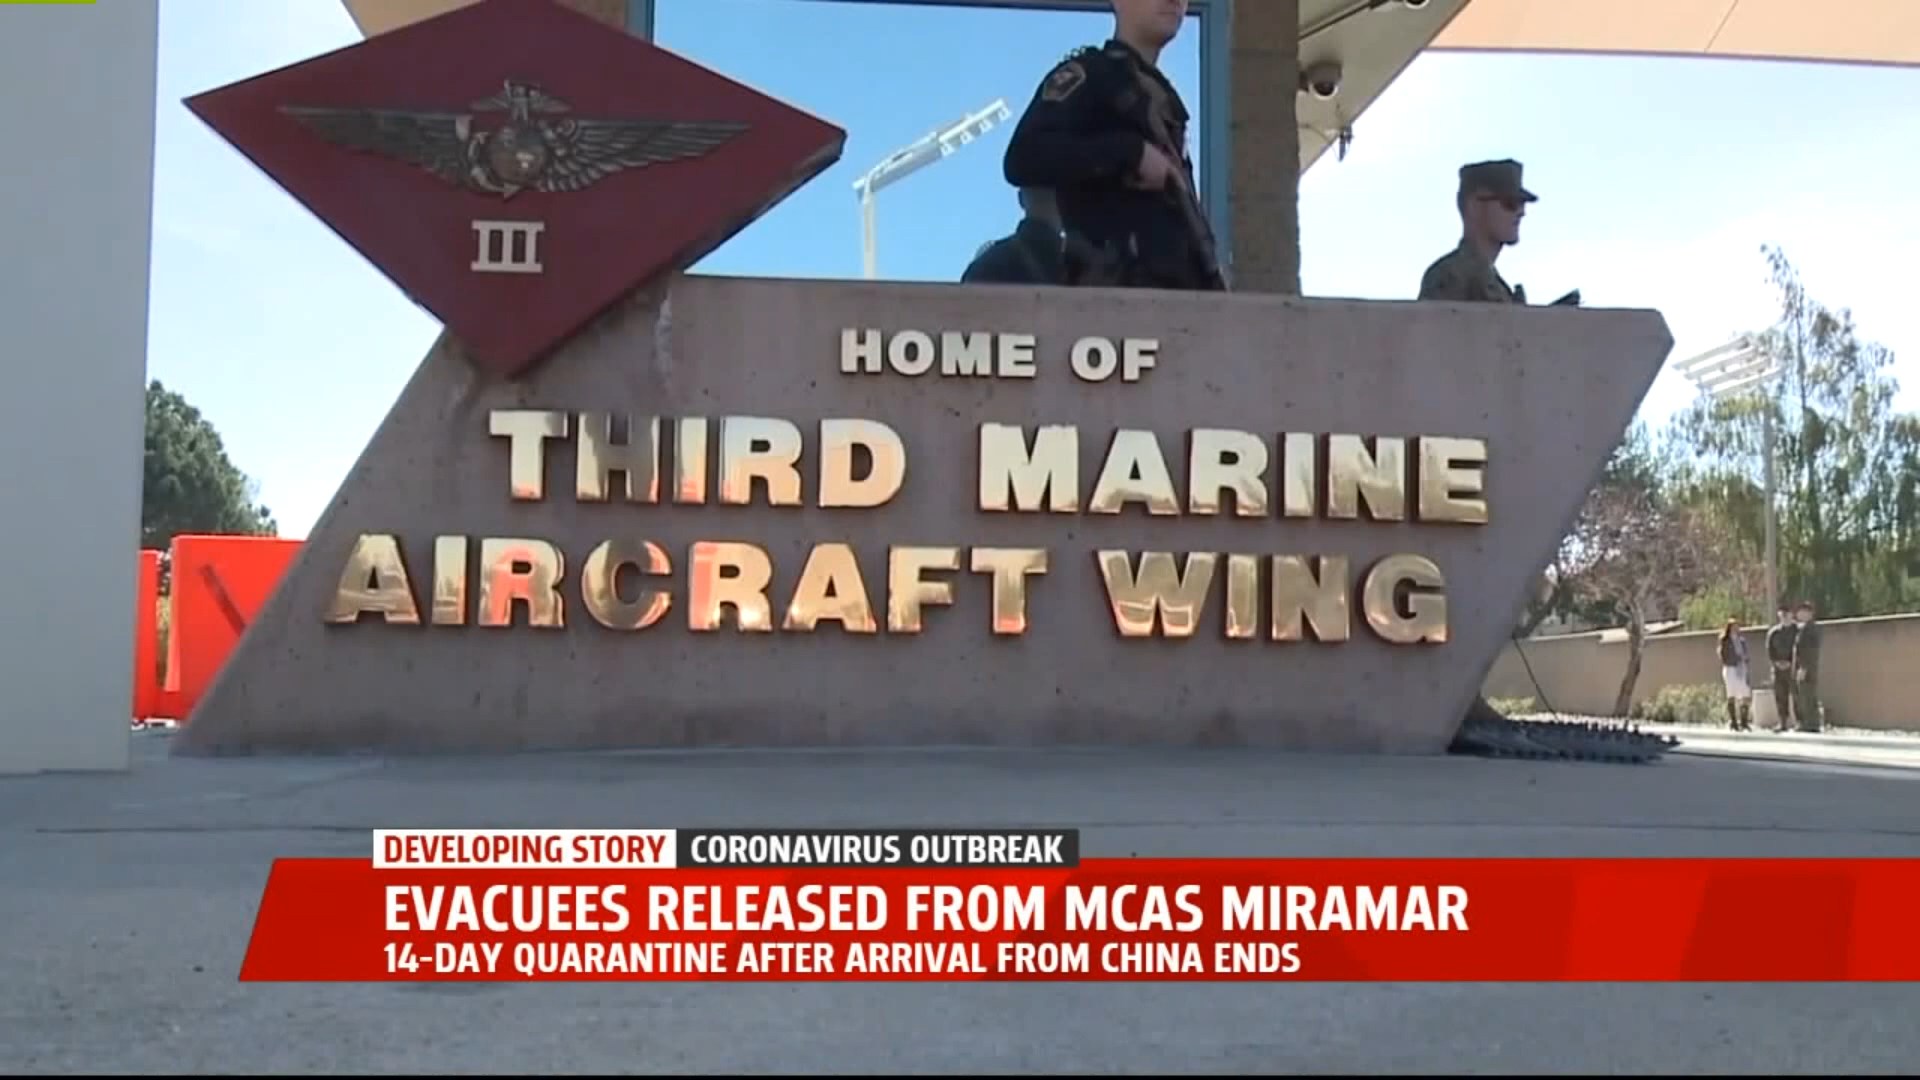 III
HOME OF
THIRD MARINE
AIRCRAFT WING
DEVELOPING STORY CORONAVIRUS OUTBREAK
EVACUEES RELEASED FROM MCAS MIRAMAR
14-DAY QUARANTINE AFTER ARRIVAL FROM CHINA ENDS